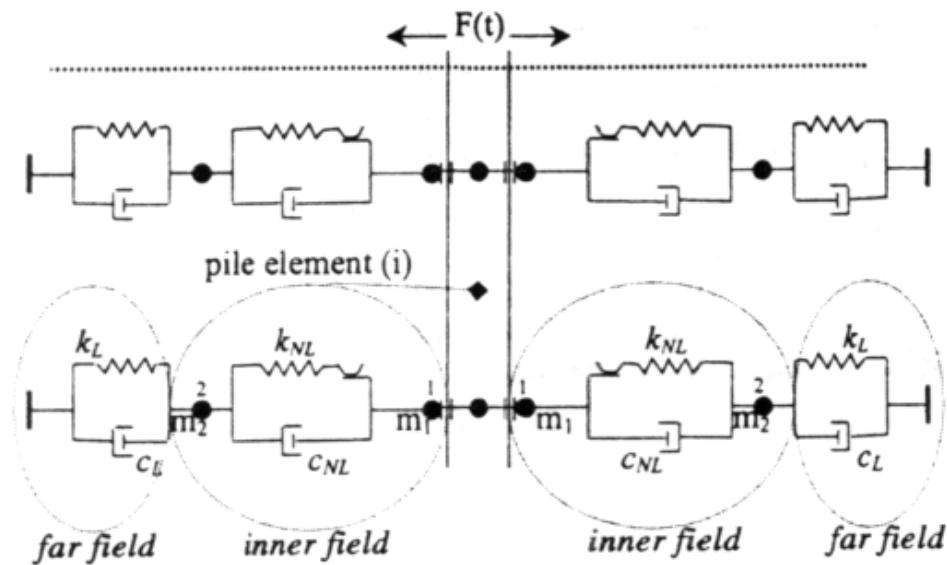 F(t)
pile element (i)
k_L k_NL k_NL k_L
2 1 1 2
m_2 m_1 m_1 m_2
c_L c_NL c_NL c_L
far field inner field inner field far field